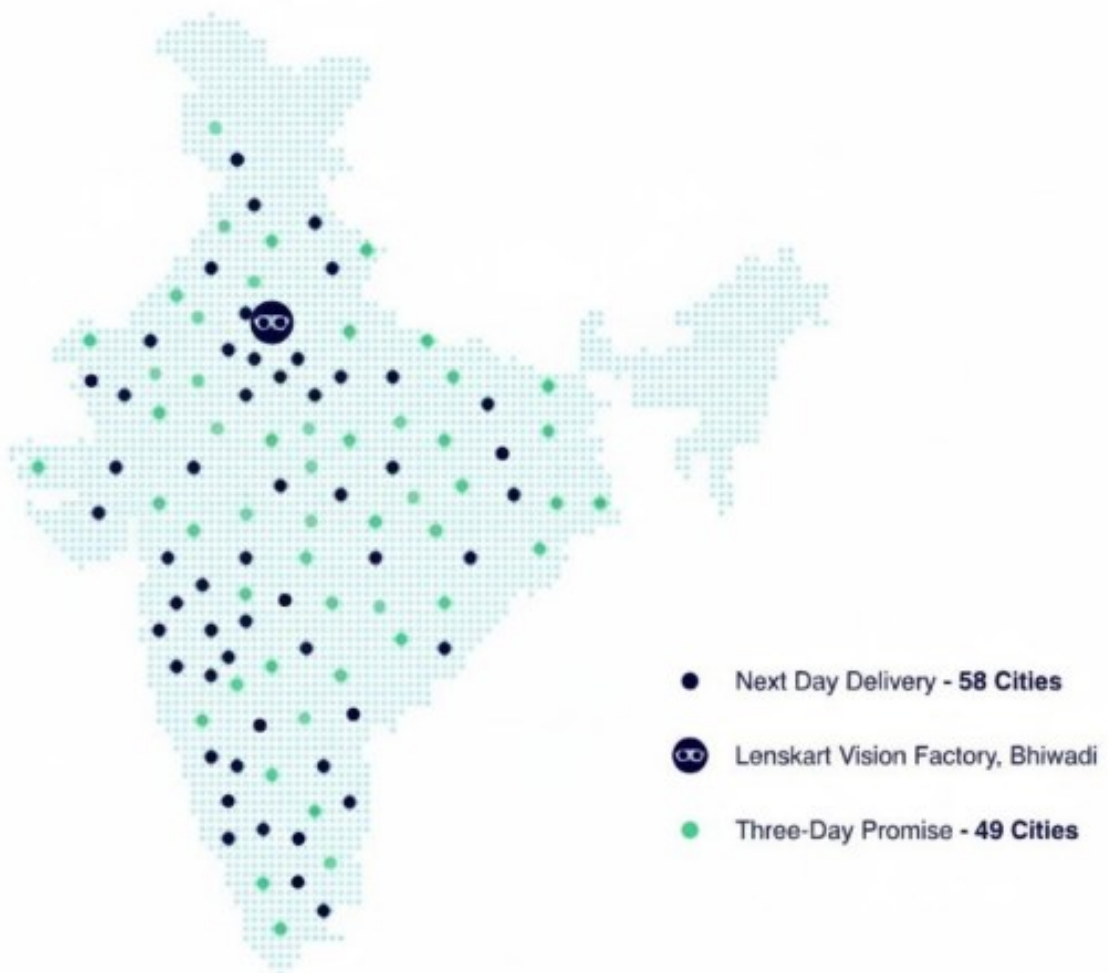 Next Day Delivery - 58 Cities
Lenskart Vision Factory, Bhiwadi
Three-Day Promise - 49 Cities